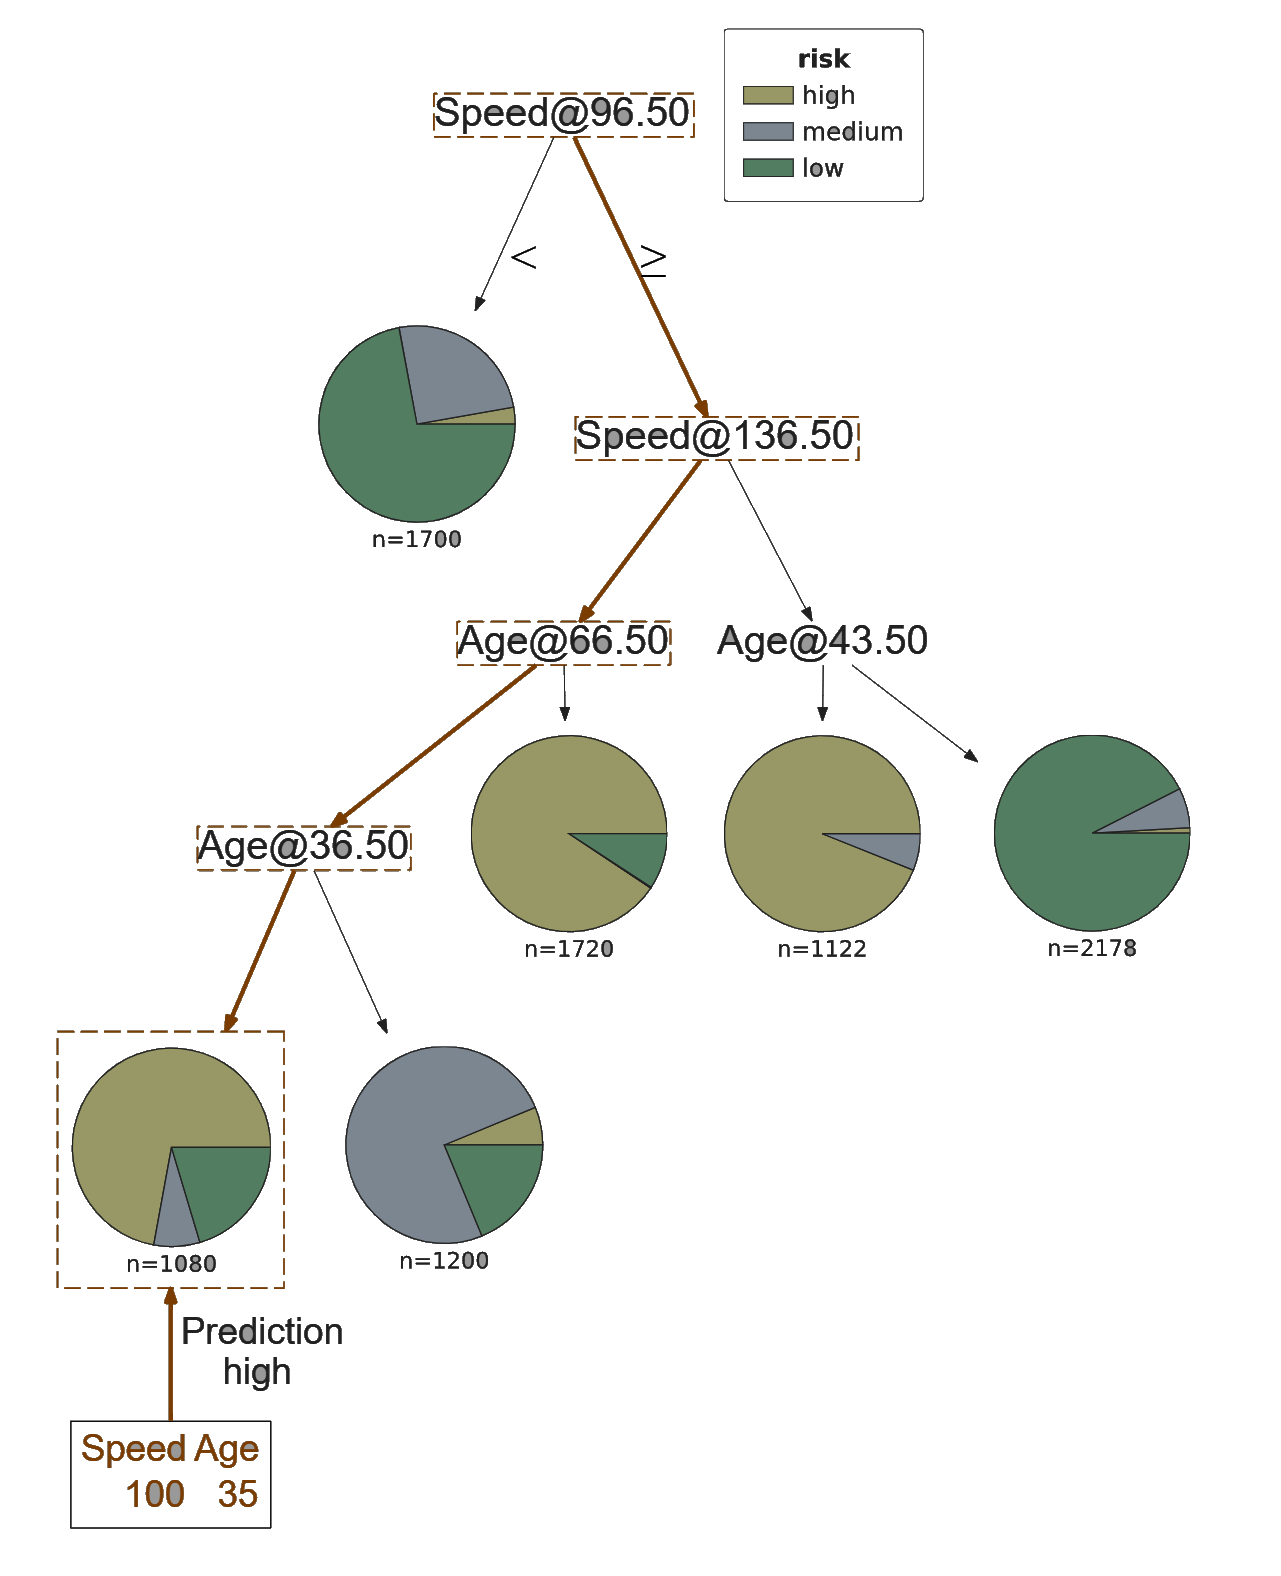 risk
high
medium
low
Speed@96.50
<
≥
n=1700
Speed@136.50
Age@66.50
Age@43.50
Age@36.50
n=1720
n=1122
n=2178
n=1080
n=1200
Prediction
high
Speed Age
100 35